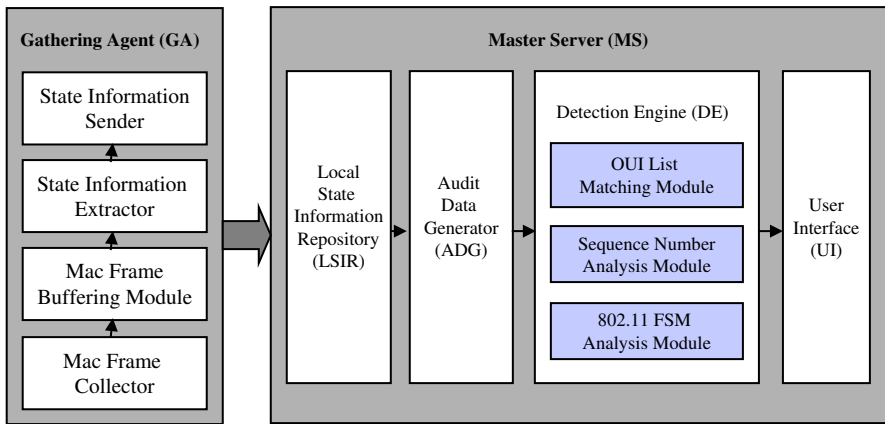 Gathering Agent (GA)
State Information
Sender
State Information
Extractor
Mac Frame
Buffering Module
Mac Frame
Collector
Master Server (MS)
Local
State
Information
Repository
(LSIR)
Audit
Data
Generator
(ADG)
Detection Engine (DE)
OUI List
Matching Module
Sequence Number
Analysis Module
802.11 FSM
Analysis Module
User
Interface
(UI)